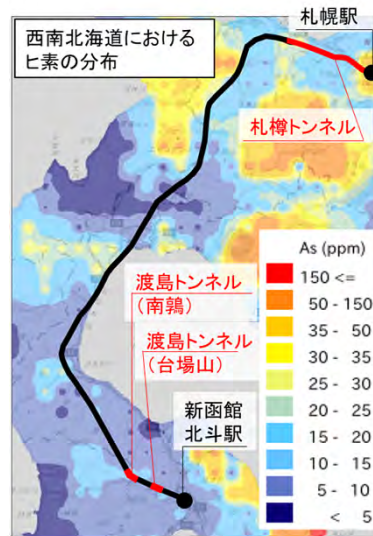 札幌駅
西南北海道における
ヒ素の分布
札樽トンネル
渡島トンネル
（南鶉）
渡島トンネル
（台場山）
新函館
北斗駅
As (ppm)
150 <=
50 - 150
35 - 50
30 - 35
25 - 30
20 - 25
15 - 20
10 - 15
5 - 10
< 5